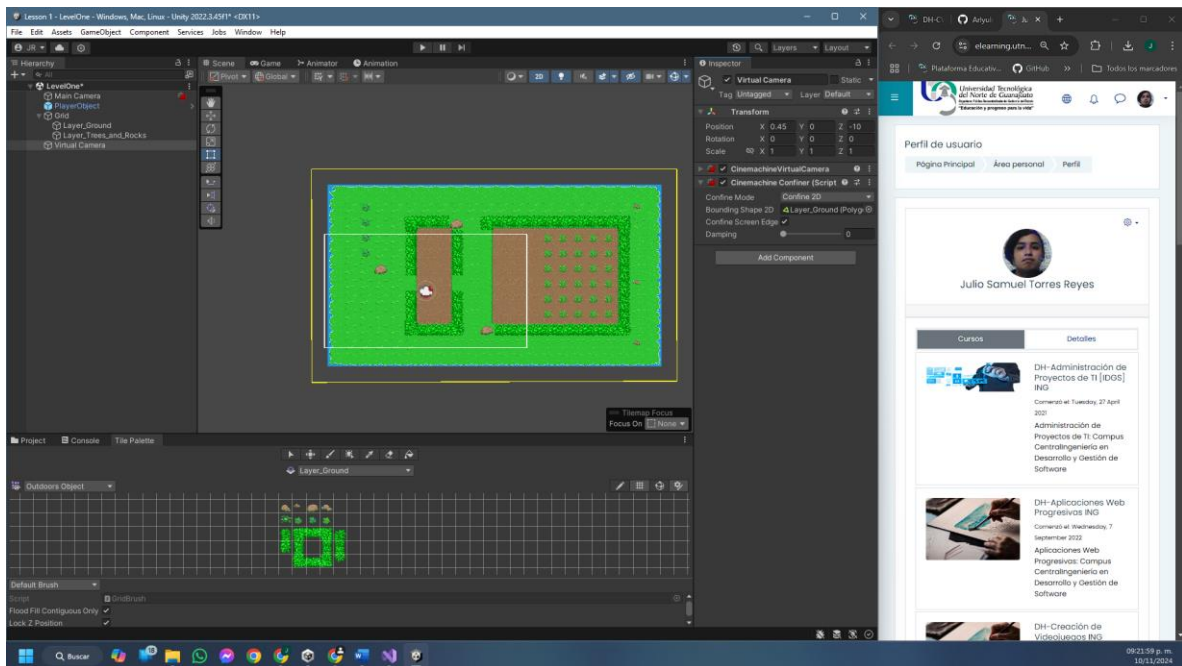 Lesson 1 - LevelOne - Windows, Mac, Linux - Unity 2022.3.45f1* <DX11>
File Edit Assets GameObject Component Services Jobs Window Help
JR
Layers
Layout
Hierarchy
All
LevelOne*
Main Camera
PlayerObject
Grid
Layer_Ground
Layer_Trees_and_Rocks
Virtual Camera
Scene
Game
Animator
Animation
Pivot
Global
2D
Tilemap Focus
Focus On None
Inspector
Virtual Camera
Static
Tag Untagged
Layer Default
Transform
Position X 0.45 Y 0 Z -10
Rotation X 0 Y 0 Z 0
Scale X 1 Y 1 Z 1
CinemachineVirtualCamera
Cinemachine Confiner (Script
Confine Mode Confine 2D
Bounding Shape 2D Layer_Ground (Polyg
Confine Screen Edge
Damping 0
Add Component
Project
Console
Tile Palette
Layer_Ground
Outdoors Object
Default Brush
Script GridBrush
Flood Fill Contiguous Only
Lock Z Position
DH-C
Arlyui
elearning.utn...
Plataforma Educativ...
GitHub
Todos los marcadores
Universidad Tecnológica
del Norte de Guanajuato
"Educación y progreso para la vida"
Perfil de usuario
Página Principal
Área personal
Perfil
Julio Samuel Torres Reyes
Cursos
Detalles
DH-Administración de
Proyectos de TI [IDGS]
ING
Comenzó el: Tuesday, 27 April
2021
Administración de
Proyectos de TI: Campus
CentralIngeniería en
Desarrollo y Gestión de
Software
DH-Aplicaciones Web
Progresivas ING
Comenzó el: Wednesday, 7
September 2022
Aplicaciones Web
Progresivas: Campus
CentralIngeniería en
Desarrollo y Gestión de
Software
DH-Creación de
Videojuegos ING
Buscar
09:21:59 p. m.
10/11/2024